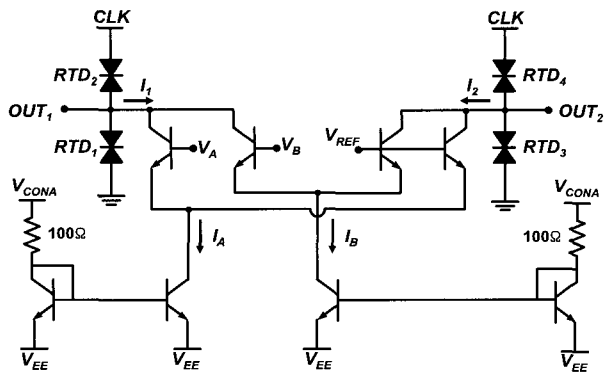 CLK
CLK
RTD2
I1
I2
RTD4
OUT1
OUT2
RTD1
VA
VB
VREF
RTD3
VCONA
VCONA
100Ω
IA
IB
100Ω
VEE
VEE
VEE
VEE